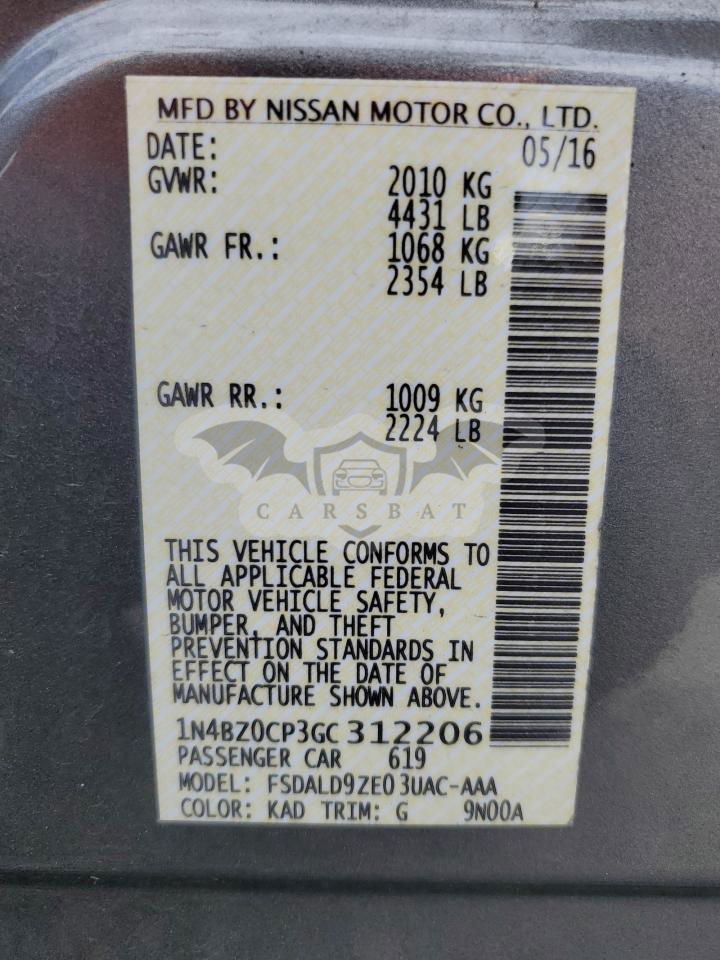 MFD BY NISSAN MOTOR CO., LTD.
DATE: 05/16
GVWR: 2010 KG
4431 LB
GAWR FR.: 1068 KG
2354 LB
GAWR RR.: 1009 KG
2224 LB
CARSBAT
THIS VEHICLE CONFORMS TO
ALL APPLICABLE FEDERAL
MOTOR VEHICLE SAFETY,
BUMPER, AND THEFT
PREVENTION STANDARDS IN
EFFECT ON THE DATE OF
MANUFACTURE SHOWN ABOVE.
1N4BZ0CP3GC312206
PASSENGER CAR 619
MODEL: FSDALD9ZE03UAC-AAA
COLOR: KAD TRIM: G 9N00A